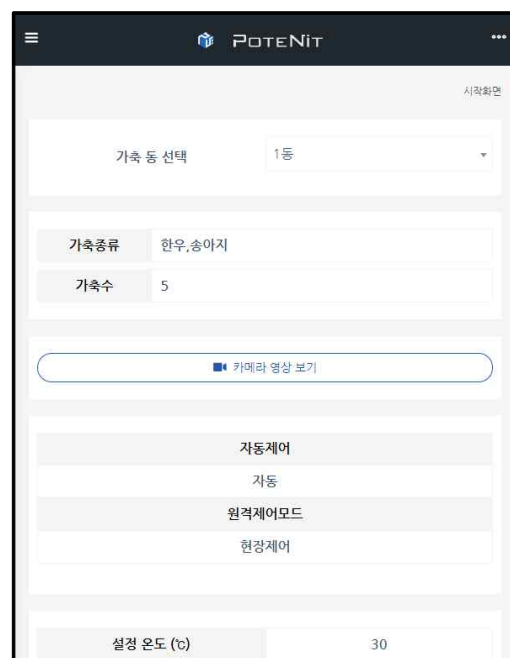 PoTENiT
시작화면
가축 동 선택 1동
가축종류 한우,송아지
가축수 5
카메라 영상 보기
자동제어
자동
원격제어모드
현장제어
설정 온도 (℃) 30